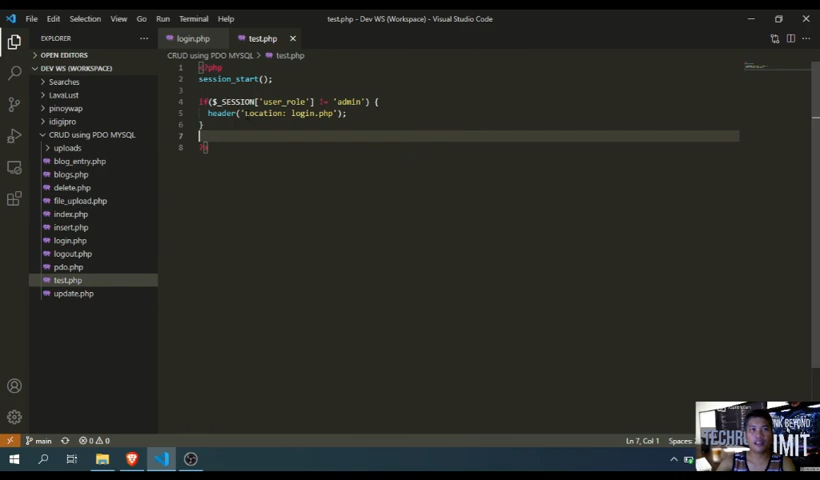 File Edit Selection View Go Run Terminal Help
test.php - Dev WS (Workspace) - Visual Studio Code
EXPLORER
login.php
test.php
OPEN EDITORS
DEV WS (WORKSPACE)
Searches
LavaLust
pinoywap
idigipro
CRUD using PDO MYSQL
uploads
blog_entry.php
blogs.php
delete.php
file_upload.php
index.php
insert.php
login.php
logout.php
pdo.php
test.php
update.php
CRUD using PDO MYSQL > test.php
1 <?php
2 session_start();
3
4 if($_SESSION['user_role'] != 'admin') {
5 header('Location: login.php');
6 }
7
8 ?>
main
0 0
Ln 7, Col 1
Spaces: